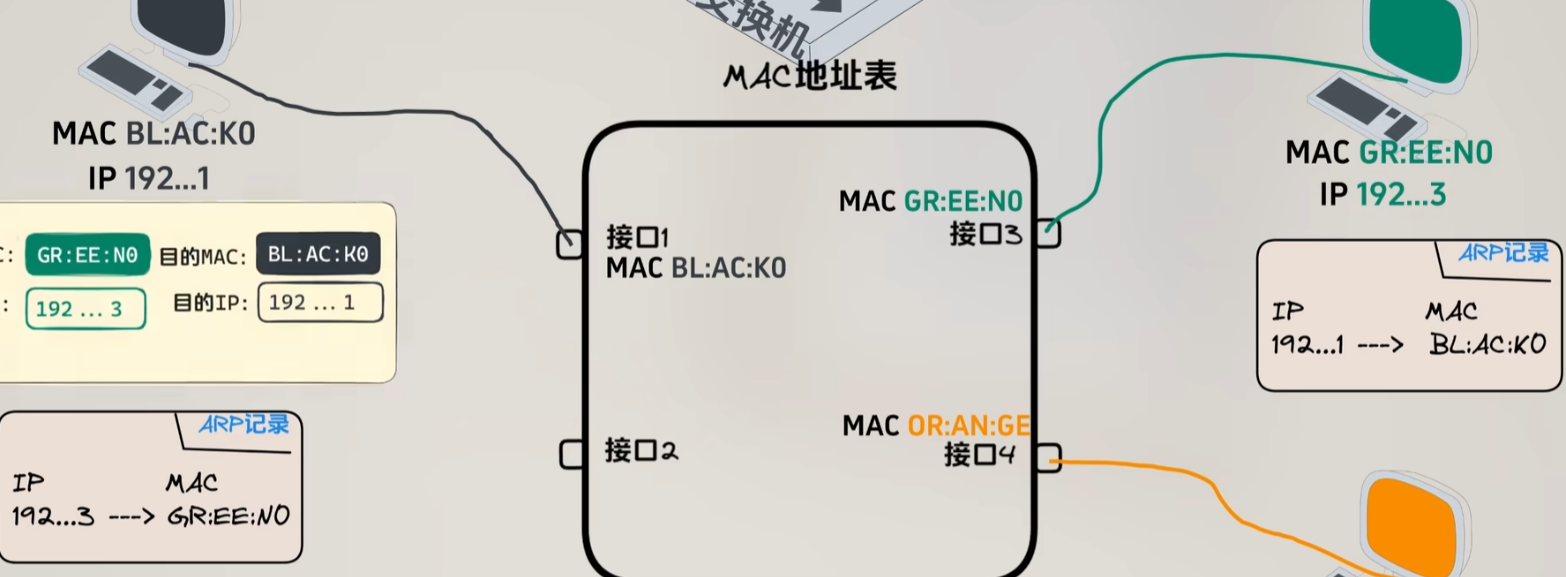 交换机
MAC地址表
MAC BL:AC:K0
IP 192...1
C: GR:EE:N0 目的MAC: BL:AC:K0
: 192 ... 3 目的IP: 192 ... 1
ARP记录
IP MAC
192...3 ---> GR:EE:N0
接口1
MAC BL:AC:K0
接口2
MAC GR:EE:N0
接口3
MAC OR:AN:GE
接口4
MAC GR:EE:N0
IP 192...3
ARP记录
IP MAC
192...1 ---> BL:AC:K0